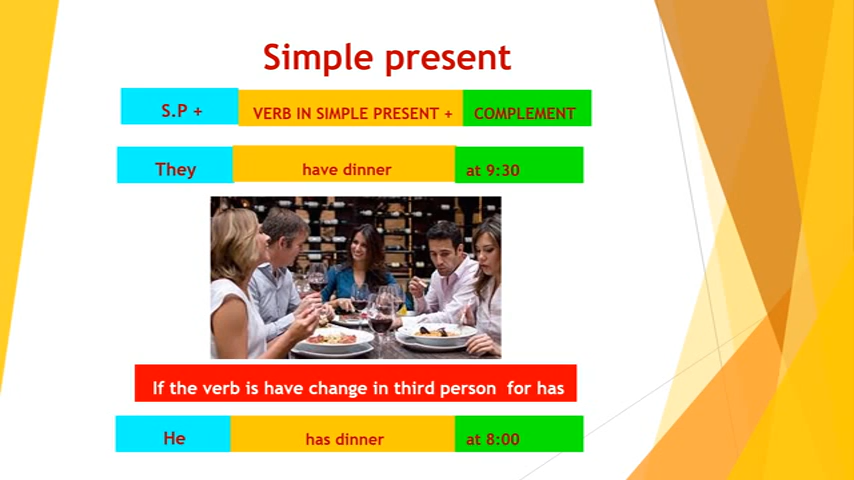 Simple present
S.P + VERB IN SIMPLE PRESENT + COMPLEMENT
They have dinner at 9:30
If the verb is have change in third person for has
He has dinner at 8:00